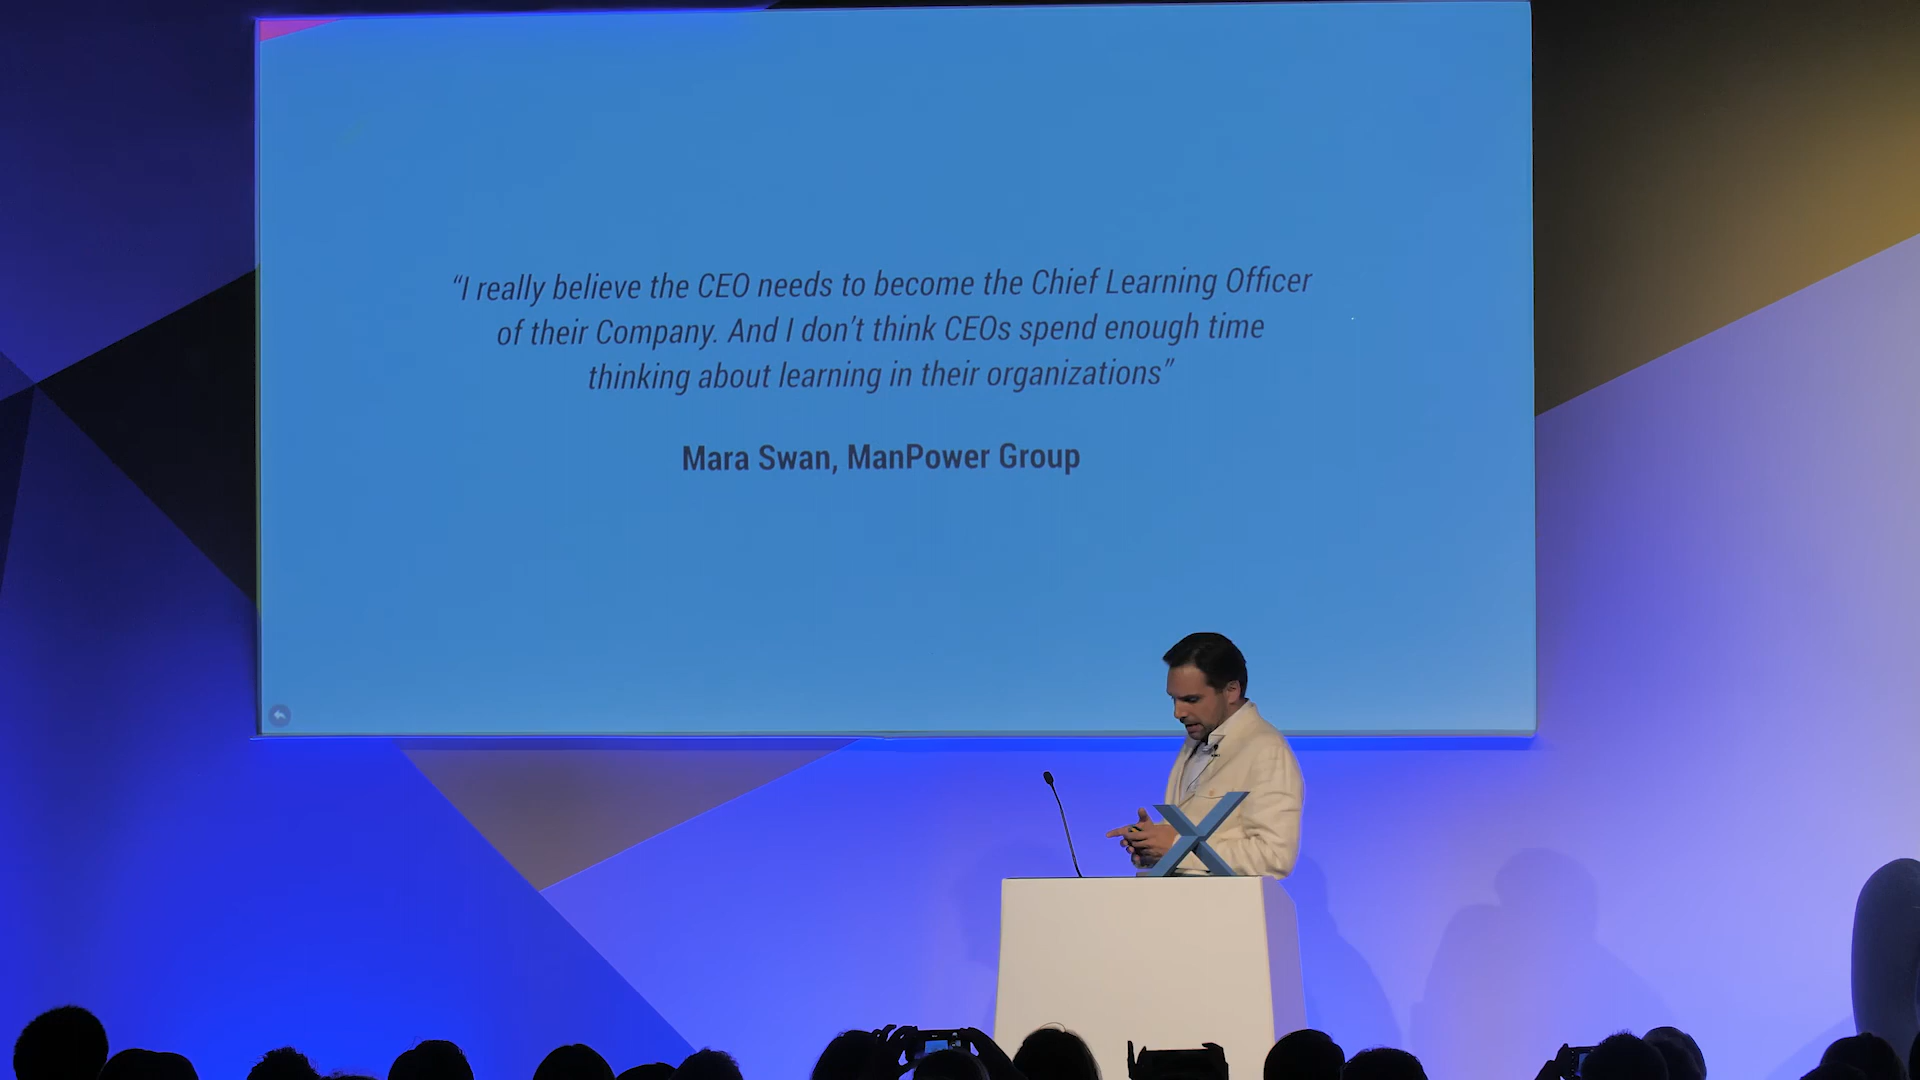 “I really believe the CEO needs to become the Chief Learning Officer
of their Company. And I don’t think CEOs spend enough time
thinking about learning in their organizations”
Mara Swan, ManPower Group
X